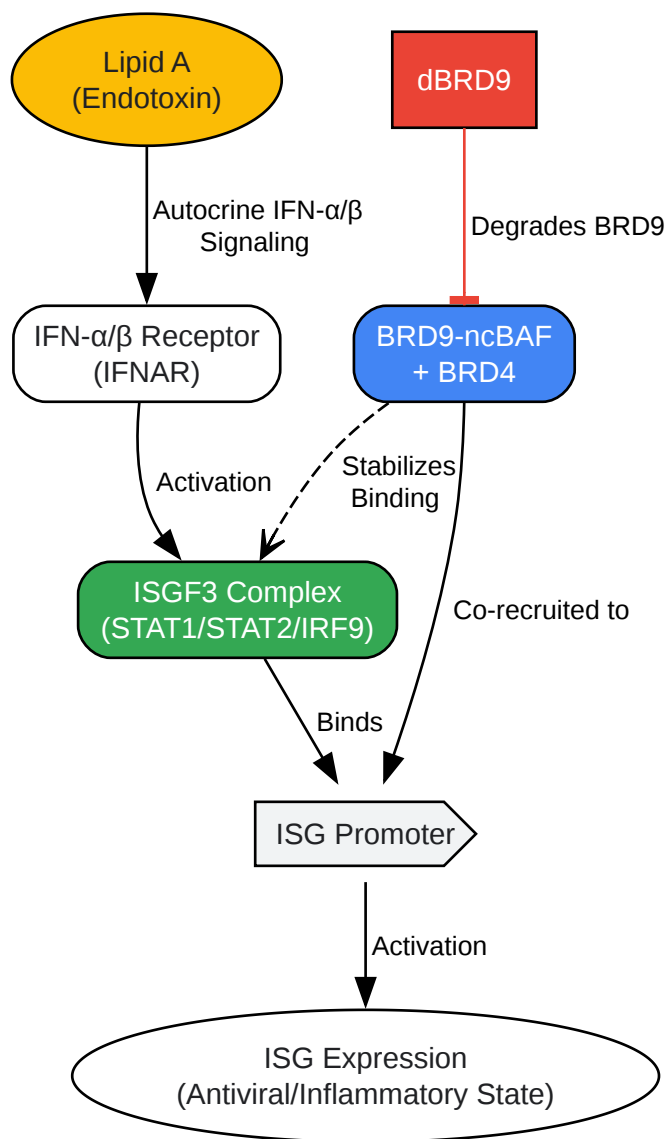 Lipid A
(Endotoxin)
dBRD9
Autocrine IFN-α/β
Signaling
Degrades BRD9
IFN-α/β Receptor
(IFNAR)
BRD9-ncBAF
+ BRD4
Activation
Stabilizes
Binding
ISGF3 Complex
(STAT1/STAT2/IRF9)
Co-recruited to
Binds
ISG Promoter
Activation
ISG Expression
(Antiviral/Inflammatory State)